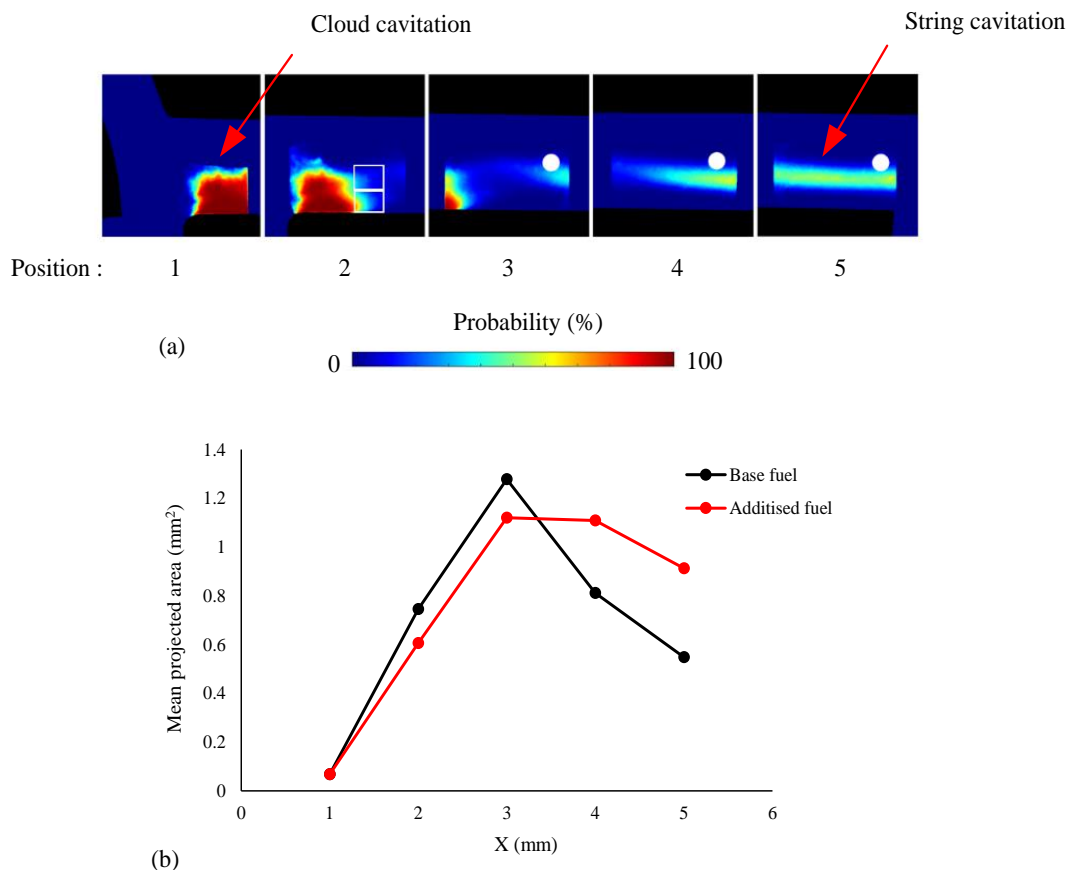 Cloud cavitation
String cavitation
Position :
1
2
3
4
5
Probability (%)
(a)
0
100
1.4
1.2
1
0.8
0.6
0.4
0.2
0
Mean projected area (mm²)
Base fuel
Additised fuel
0
1
2
3
4
5
6
X (mm)
(b)